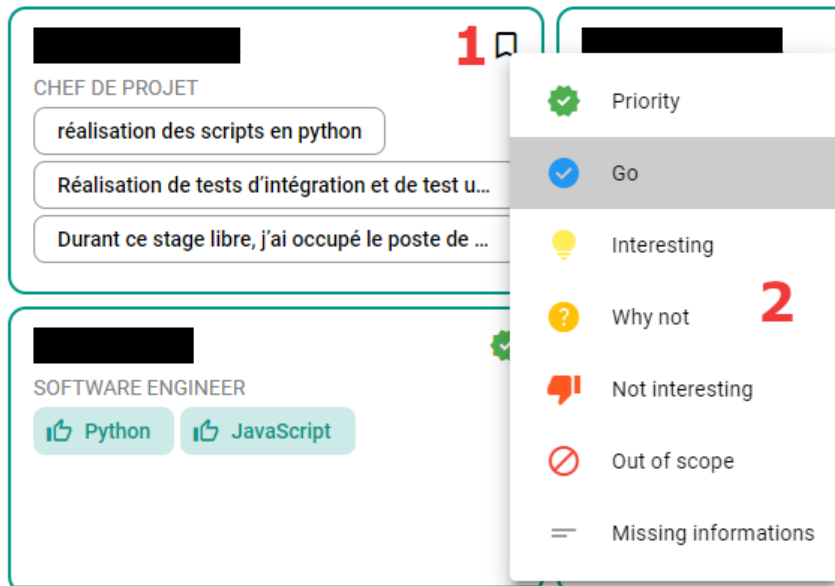 1
CHEF DE PROJET
réalisation des scripts en python
Réalisation de tests d'intégration et de test u...
Durant ce stage libre, j'ai occupé le poste de ...
SOFTWARE ENGINEER
Python
JavaScript
Priority
Go
Interesting
Why not
2
Not interesting
Out of scope
Missing informations